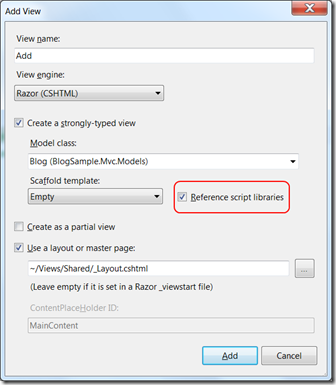 Add View
View name:
Add
View engine:
Razor (CSHTML)
Create a strongly-typed view
Model class:
Blog (BlogSample.Mvc.Models)
Scaffold template:
Empty
Reference script libraries
Create as a partial view
Use a layout or master page:
~/Views/Shared/_Layout.cshtml
...
(Leave empty if it is set in a Razor _viewstart file)
ContentPlaceHolder ID:
MainContent
Add
Cancel